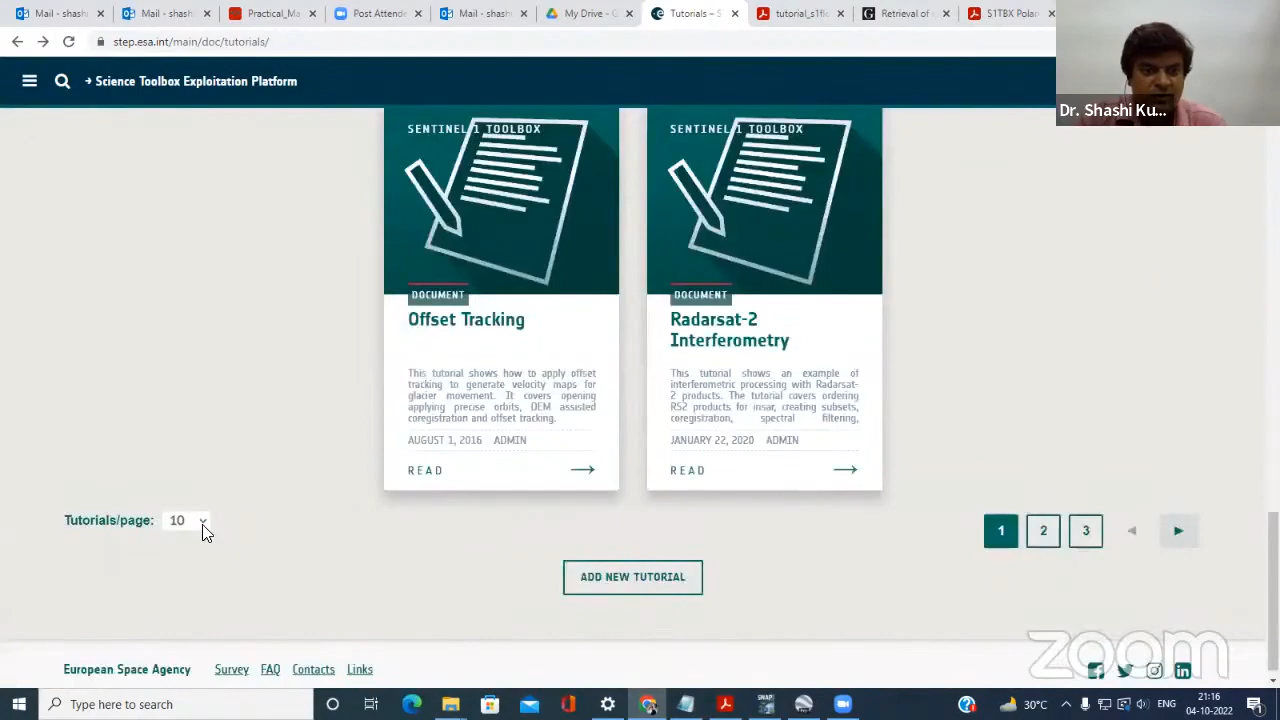 Mail - shash
Mail - shash
Practical_Ma
Post Attende
Mail - shash
My Drive - G
Tutorials – S
tutorial_s1fl
Retrieval of
S1TBX Polar
step.esa.int/main/doc/tutorials/
Science Toolbox Exploitation Platform
Dr. Shashi Ku...
SENTINEL 1 TOOLBOX
SENTINEL 1 TOOLBOX
DOCUMENT
DOCUMENT
Offset Tracking
Radarsat-2
Interferometry
This tutorial shows how to apply offset
tracking to generate velocity maps for
glacier movement. It covers opening
applying precise orbits, DEM assisted
coregistration and offset tracking.
This tutorial shows an example of
interferometric processing with Radarsat-
2 products. The tutorial covers ordering
RS2 products for insar, creating subsets,
coregistration, spectral filtering,
AUGUST 1, 2016 ADMIN
JANUARY 22, 2020 ADMIN
READ
READ
Tutorials/page: 10
1 2 3
ADD NEW TUTORIAL
European Space Agency Survey FAQ Contacts Links
zoom
Type here to search
30°C
21:16
04-10-2022